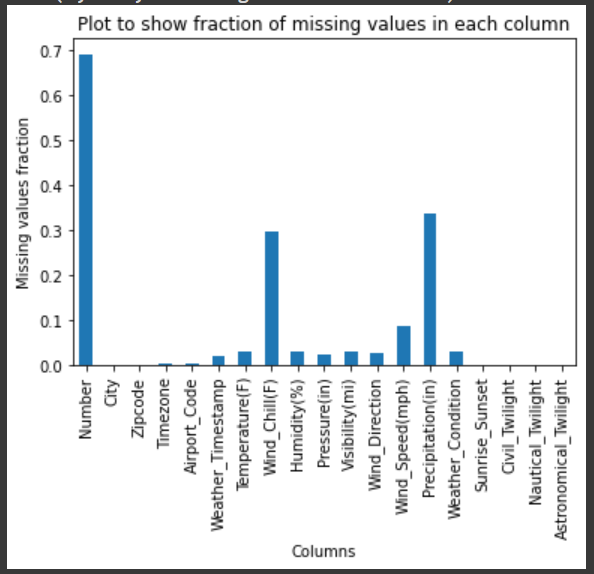 Plot to show fraction of missing values in each column
0.7
0.6
0.5
0.4
0.3
0.2
0.1
0.0
Missing values fraction
Number
City
Zipcode
Timezone
Airport_Code
Weather_Timestamp
Temperature(F)
Wind_Chill(F)
Humidity(%)
Pressure(in)
Visibility(mi)
Wind_Direction
Wind_Speed(mph)
Precipitation(in)
Weather_Condition
Sunrise_Sunset
Civil_Twilight
Nautical_Twilight
Astronomical_Twilight
Columns